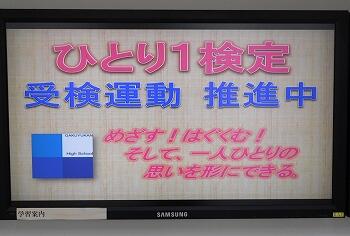 ひとり1検定
受検運動 推進中
GAKUYUKAN
High School
めざす!はぐくむ!
そして、一人ひとりの
思いを形にできる。
学習案内
SAMSUNG